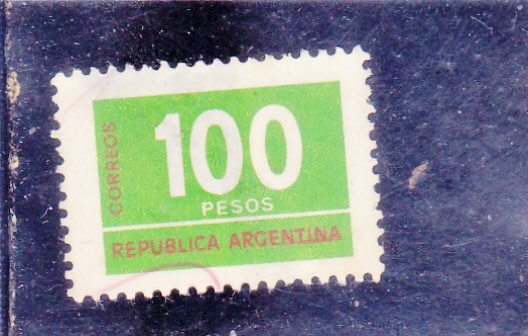 CORREOS
100
PESOS
REPUBLICA ARGENTINA